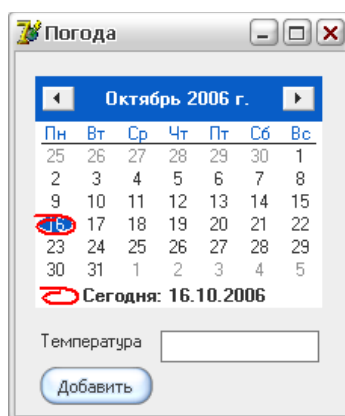 Погода
Октябрь 2006 г.
Пн Вт Ср Чт Пт Сб Вс
25 26 27 28 29 30 1
2 3 4 5 6 7 8
9 10 11 12 13 14 15
16 17 18 19 20 21 22
23 24 25 26 27 28 29
30 31 1 2 3 4 5
Сегодня: 16.10.2006
Температура
Добавить